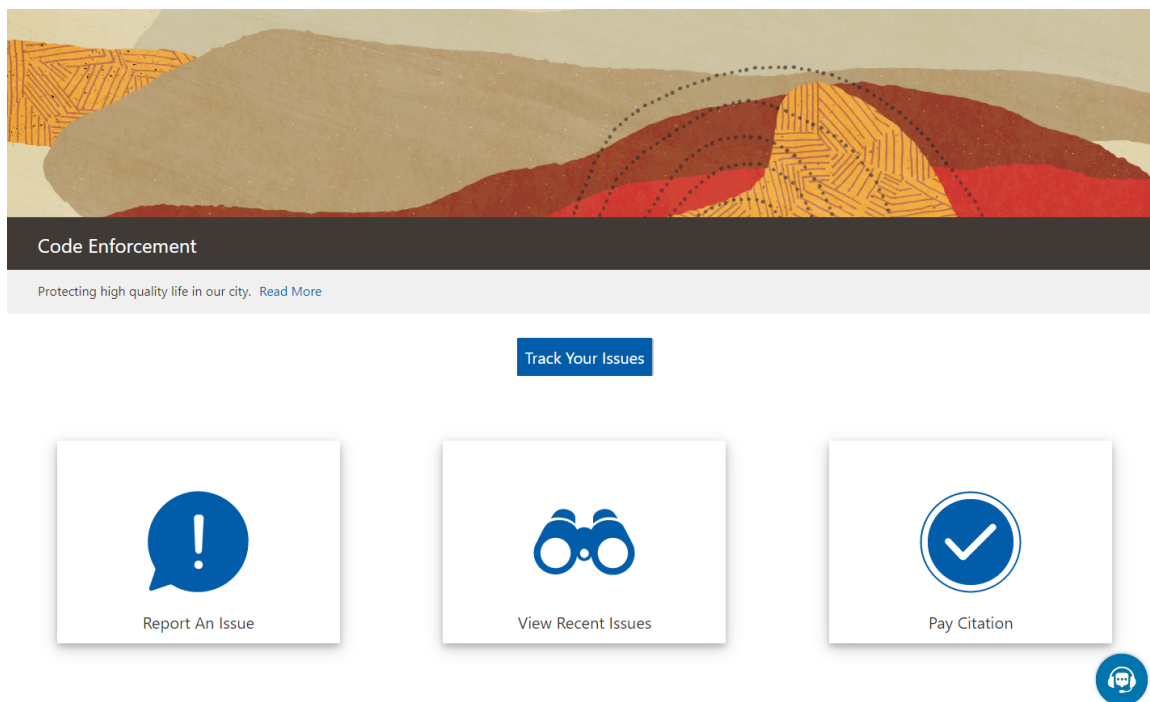 Code Enforcement
Protecting high quality life in our city. Read More
Track Your Issues
Report An Issue
View Recent Issues
Pay Citation